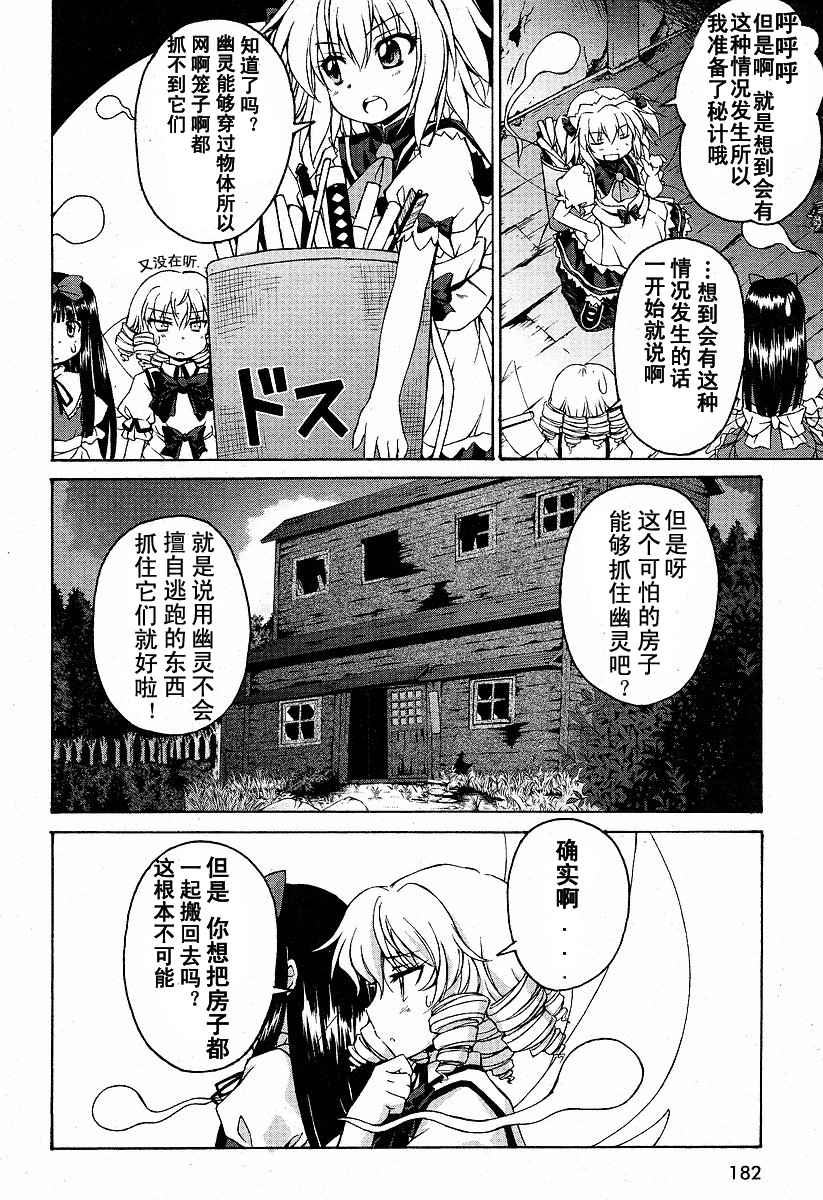 呼呼呼
但是啊 就是想到会有
这种情况发生所以
我准备了秘计哦
…想到会有这种
情况发生的话
一开始就说啊
知道了吗?
幽灵能够穿过物体所以
网啊笼子啊都
抓不到它们
又没在听
ドス
但是呀
这个可怕的房子
能够抓住幽灵吧?
就是说用幽灵不会
擅自逃跑的东西
抓住它们就好啦!
确实啊
...
但是 你想把房子都
一起搬回去吗?
这根本不可能
182